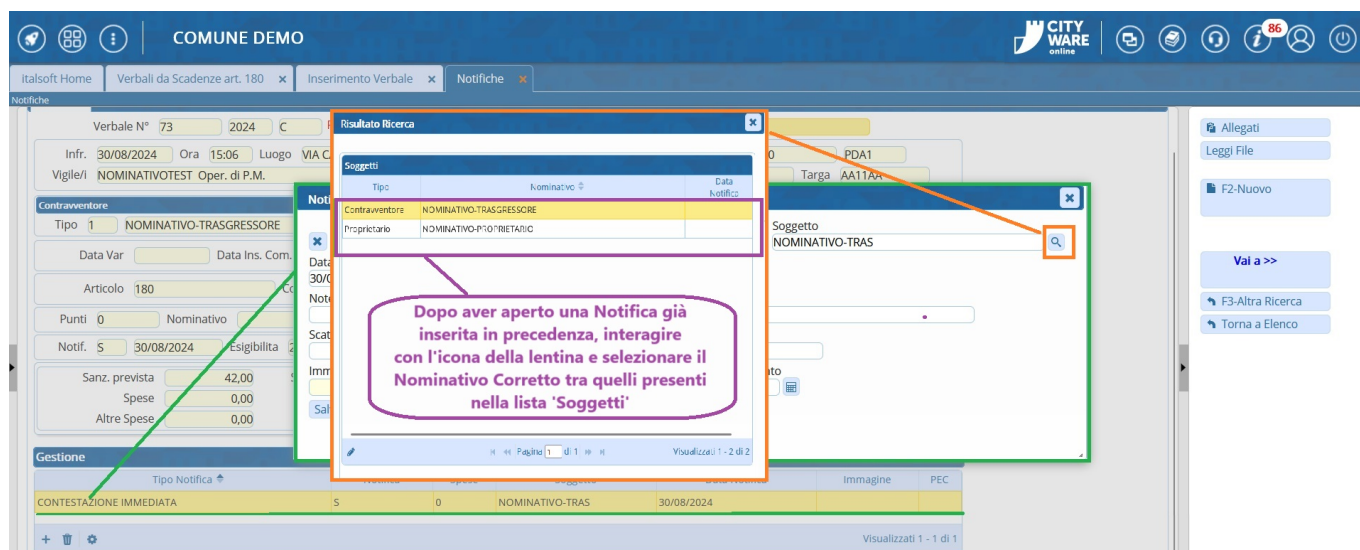 COMUNE DEMO
CITY
WARE
online
86
Italsoft Home
Verbali da Scadenze art. 180
Inserimento Verbale
Notifiche
Notifiche
Verbale N° 73 2024 C
Infr. 30/08/2024 Ora 15:06 Luogo
PDA1
Vigile/i NOMINATIVOTEST Oper. di P.M.
Targa AA11AA
Contravventore
Tipo 1 NOMINATIVO-TRASGRESSORE
Data Var Data Ins. Com.
Articolo 180
Punti 0 Nominativo
Notif. S 30/08/2024 Esigibilita
Sanz. prevista 42,00
Spese 0,00
Altre Spese 0,00
Risultato Ricerca
Soggetti
Tipo Nominativo Data Notifica
Contravventore NOMINATIVO-TRASGRESSORE
Proprietario NOMINATIVO-PROPRIETARIO
Soggetto
NOMINATIVO-TRAS
Dopo aver aperto una Notifica già
inserita in precedenza, interagire
con l'icona della lentina e selezionare il
Nominativo Corretto tra quelli presenti
nella lista 'Soggetti'
Pagina 1 di 1
Visualizzati 1 - 2 di 2
Gestione
Tipo Notifica Immagine PEC
CONTESTAZIONE IMMEDIATA S 0 NOMINATIVO-TRAS 30/08/2024
Visualizzati 1 - 1 di 1
Allegati
Leggi File
F2-Nuovo
Vai a >>
F3-Altra Ricerca
Torna a Elenco